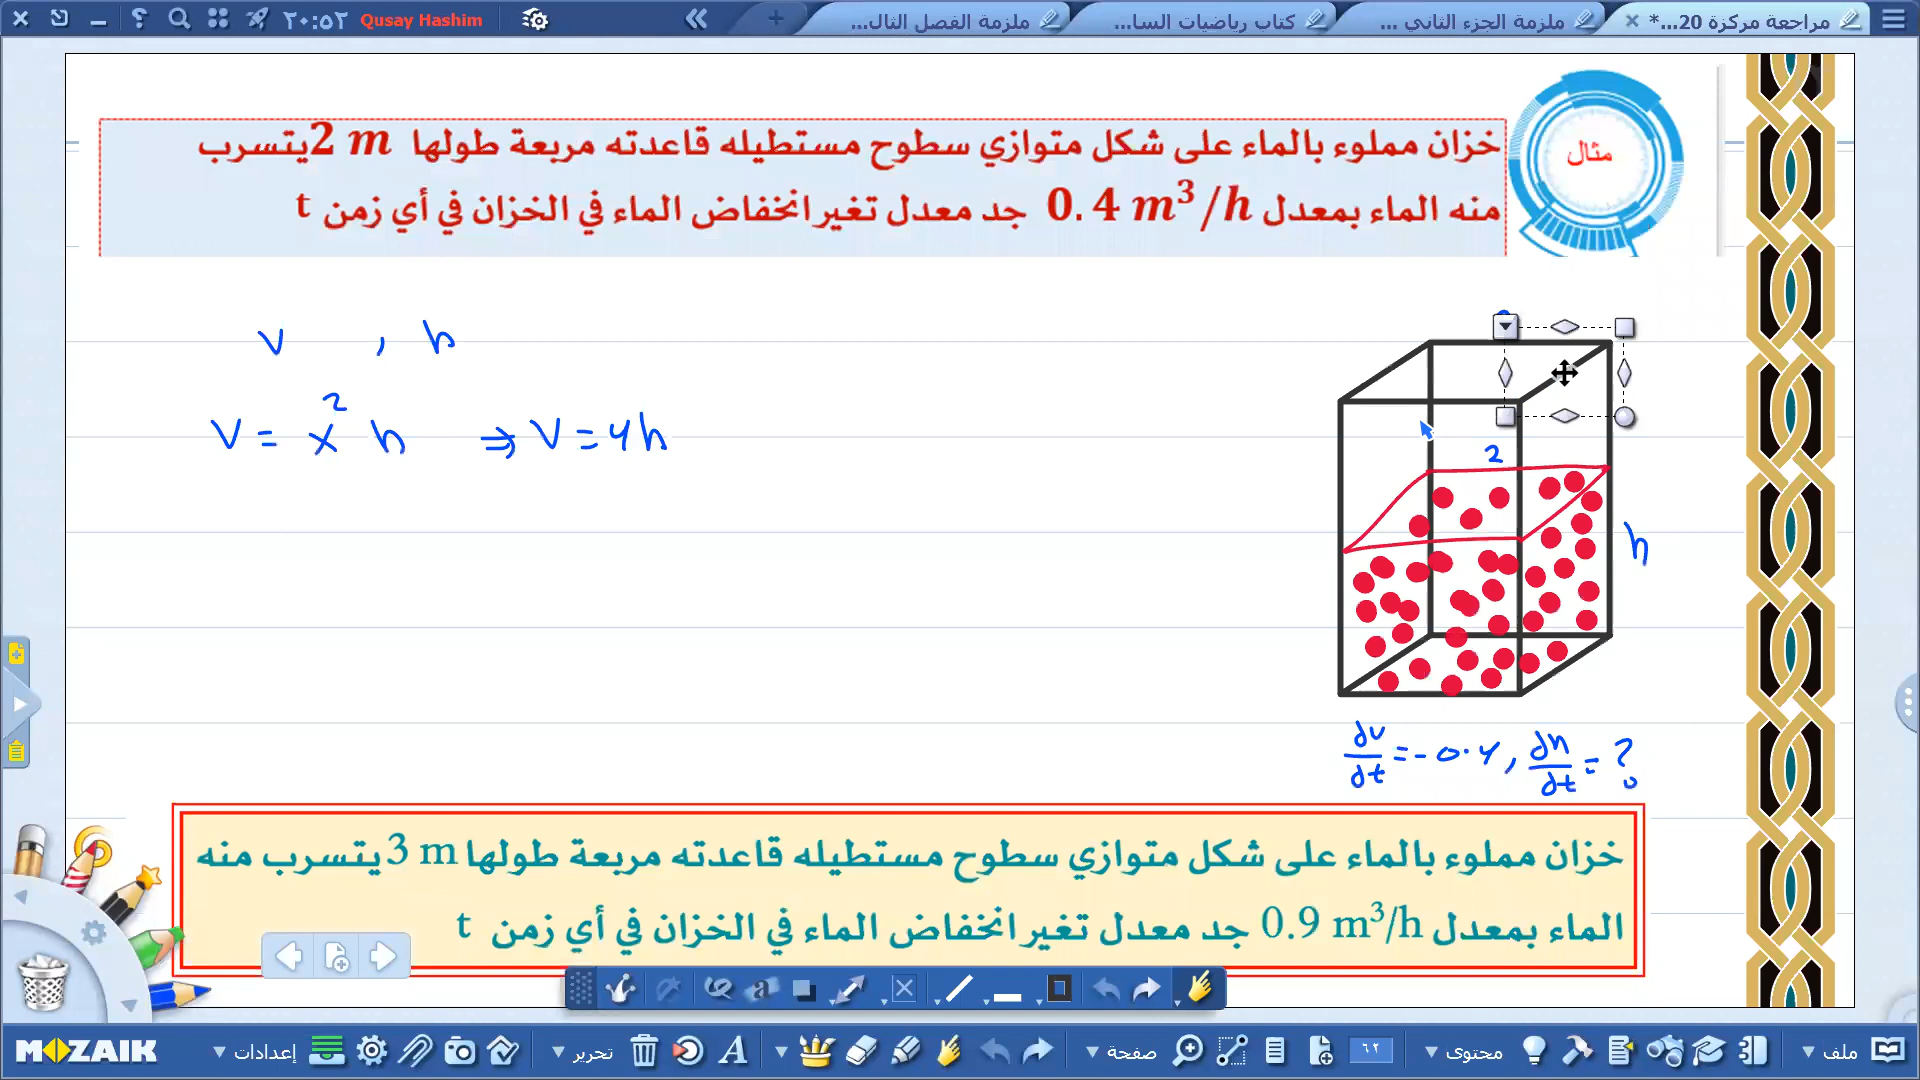 ٢٠:٥٢ Qusay Hashim
مراجعة مركزة 20...*
ملزمة الجزء الثاني ...
كتاب رياضيات السا...
ملزمة الفصل الثال...
مثال
خزان مملوء بالماء على شكل متوازي سطوح مستطيله قاعدته مربعة طولها 2 m يتسرب
منه الماء بمعدل 0.4 m³/h جد معدل تغير انخفاض الماء في الخزان في أي زمن t
v , h
V = x² h ⇒ V = 4h
2
h
dv/dt = -0.4, dh/dt = ?
خزان مملوء بالماء على شكل متوازي سطوح مستطيله قاعدته مربعة طولها 3 m يتسرب منه
الماء بمعدل 0.9 m³/h جد معدل تغير انخفاض الماء في الخزان في أي زمن t
ملف
محتوى
٦٢
صفحة
تحرير
إعدادات
MOZAIK